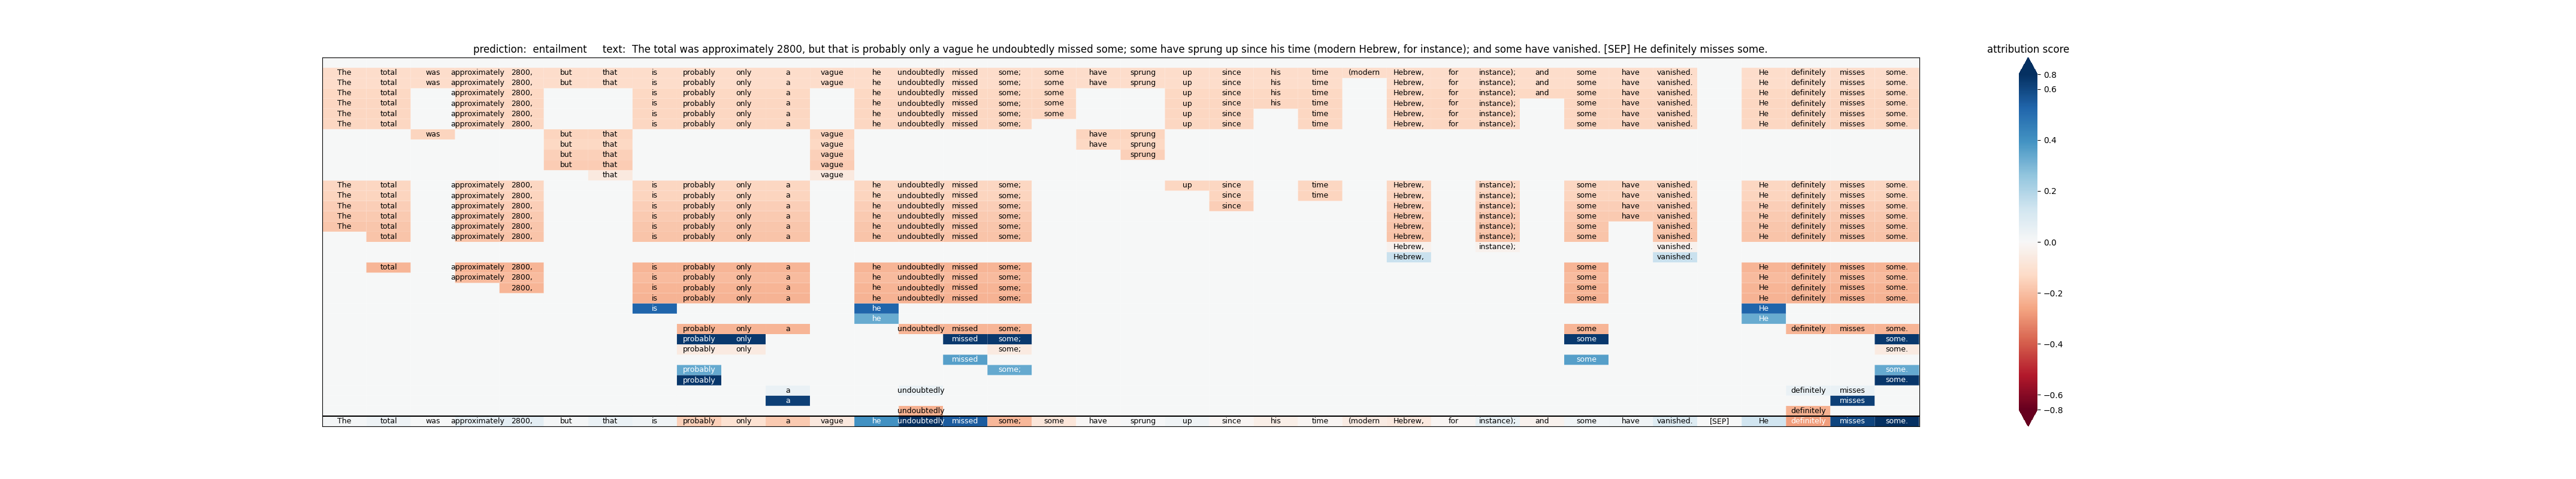 prediction: entailment text: The total was approximately 2800, but that is probably only a vague he undoubtedly missed some; some have sprung up since his time (modern Hebrew, for instance); and some have vanished. [SEP] He definitely misses some.
attribution score
The total was approximately 2800, but that is probably only a vague he undoubtedly missed some; some have sprung up since his time (modern Hebrew, for instance); and some have vanished. He definitely misses some.
The total was approximately 2800, but that is probably only a vague he undoubtedly missed some; some have sprung up since his time Hebrew, for instance); and some have vanished. He definitely misses some.
The total approximately 2800, is probably only a he undoubtedly missed some; some up since his time Hebrew, for instance); and some have vanished. He definitely misses some.
The total approximately 2800, is probably only a he undoubtedly missed some; some up since his time Hebrew, for instance); some have vanished. He definitely misses some.
The total approximately 2800, is probably only a he undoubtedly missed some; some up since time Hebrew, for instance); some have vanished. He definitely misses some.
was but that vague have sprung
but that vague have sprung
but that vague sprung
but that vague
that vague
The total approximately 2800, is probably only a he undoubtedly missed some; up since time Hebrew, instance); some have vanished. He definitely misses some.
The total approximately 2800, is probably only a he undoubtedly missed some; since time Hebrew, instance); some have vanished. He definitely misses some.
The total approximately 2800, is probably only a he undoubtedly missed some; since Hebrew, instance); some have vanished. He definitely misses some.
The total approximately 2800, is probably only a he undoubtedly missed some; Hebrew, instance); some have vanished. He definitely misses some.
The total approximately 2800, is probably only a he undoubtedly missed some; Hebrew, instance); some vanished. He definitely misses some.
total approximately 2800, is probably only a he undoubtedly missed some; Hebrew, instance); some vanished. He definitely misses some.
Hebrew, instance); vanished.
Hebrew, vanished.
total approximately 2800, is probably only a he undoubtedly missed some; some He definitely misses some.
approximately 2800, is probably only a he undoubtedly missed some; some He definitely misses some.
2800, is probably only a he undoubtedly missed some; some He definitely misses some.
is probably only a he undoubtedly missed some; some He definitely misses some.
is he He
he He
probably only a undoubtedly missed some; some definitely misses some.
probably only missed some; some some.
probably only some; some.
missed some
probably some; some.
probably some.
a undoubtedly definitely misses
a misses
undoubtedly definitely
The total was approximately 2800, but that is probably only a vague he undoubtedly missed some; some have sprung up since his time (modern Hebrew, for instance); and some have vanished. [SEP] He definitely misses some.
0.8
0.6
0.4
0.2
0.0
−0.2
−0.4
−0.6
−0.8